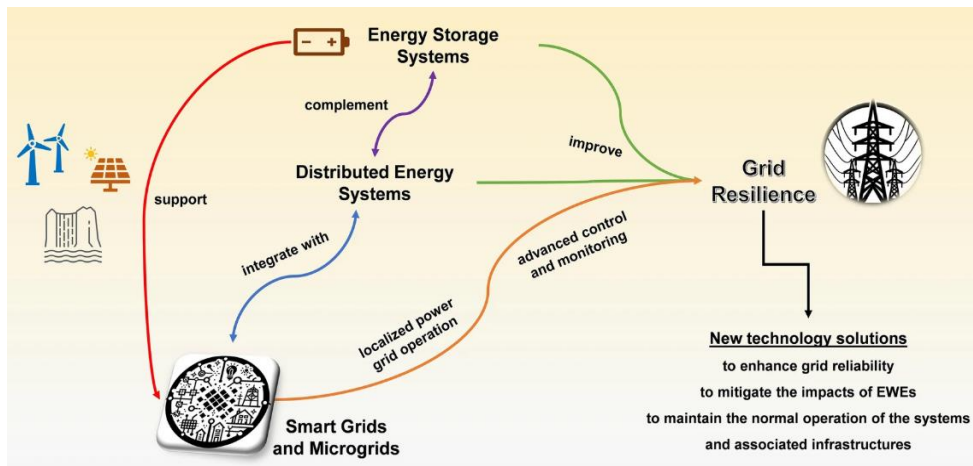 Energy Storage
Systems
complement
improve
Distributed Energy
Systems
support
Grid
Resilience
integrate with
advanced control
and monitoring
localized power
grid operation
Smart Grids
and Microgrids
New technology solutions
to enhance grid reliability
to mitigate the impacts of EWEs
to maintain the normal operation of the systems
and associated infrastructures